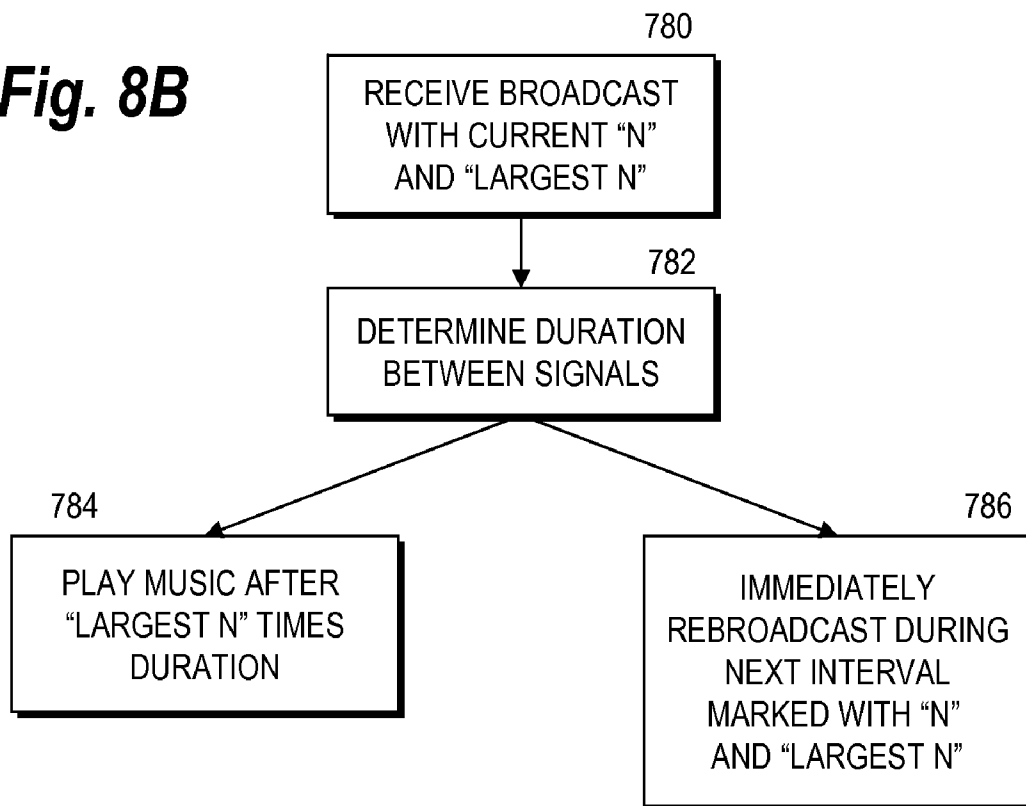 Fig. 8B
780
RECEIVE BROADCAST
WITH CURRENT “N”
AND “LARGEST N”
782
DETERMINE DURATION
BETWEEN SIGNALS
784
PLAY MUSIC AFTER
“LARGEST N” TIMES
DURATION
786
IMMEDIATELY
REBROADCAST DURING
NEXT INTERVAL
MARKED WITH “N”
AND “LARGEST N”